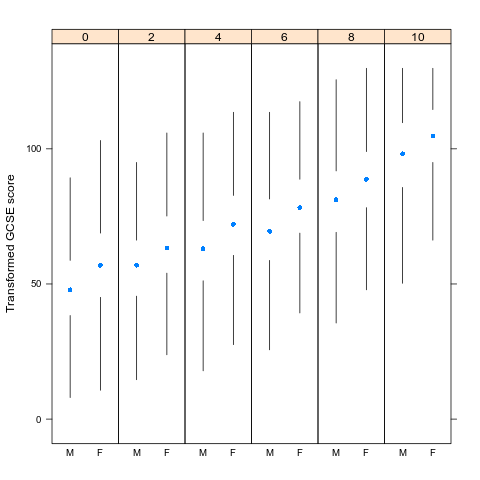 0 2 4 6 8 10
Transformed GCSE score
100
50
0
M F M F M F M F M F M F